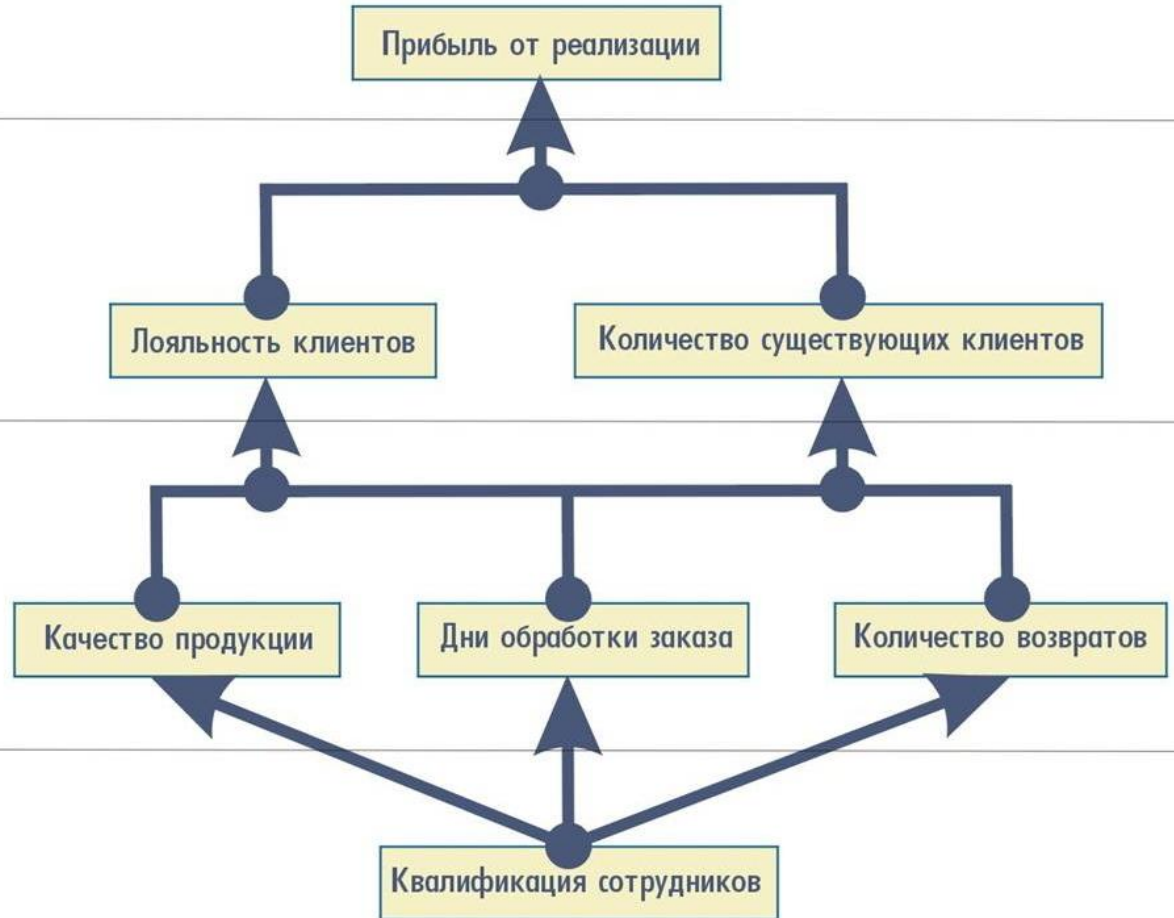 Прибыль от реализации
Лояльность клиентов
Количество существующих клиентов
Качество продукции
Дни обработки заказа
Количество возвратов
Квалификация сотрудников